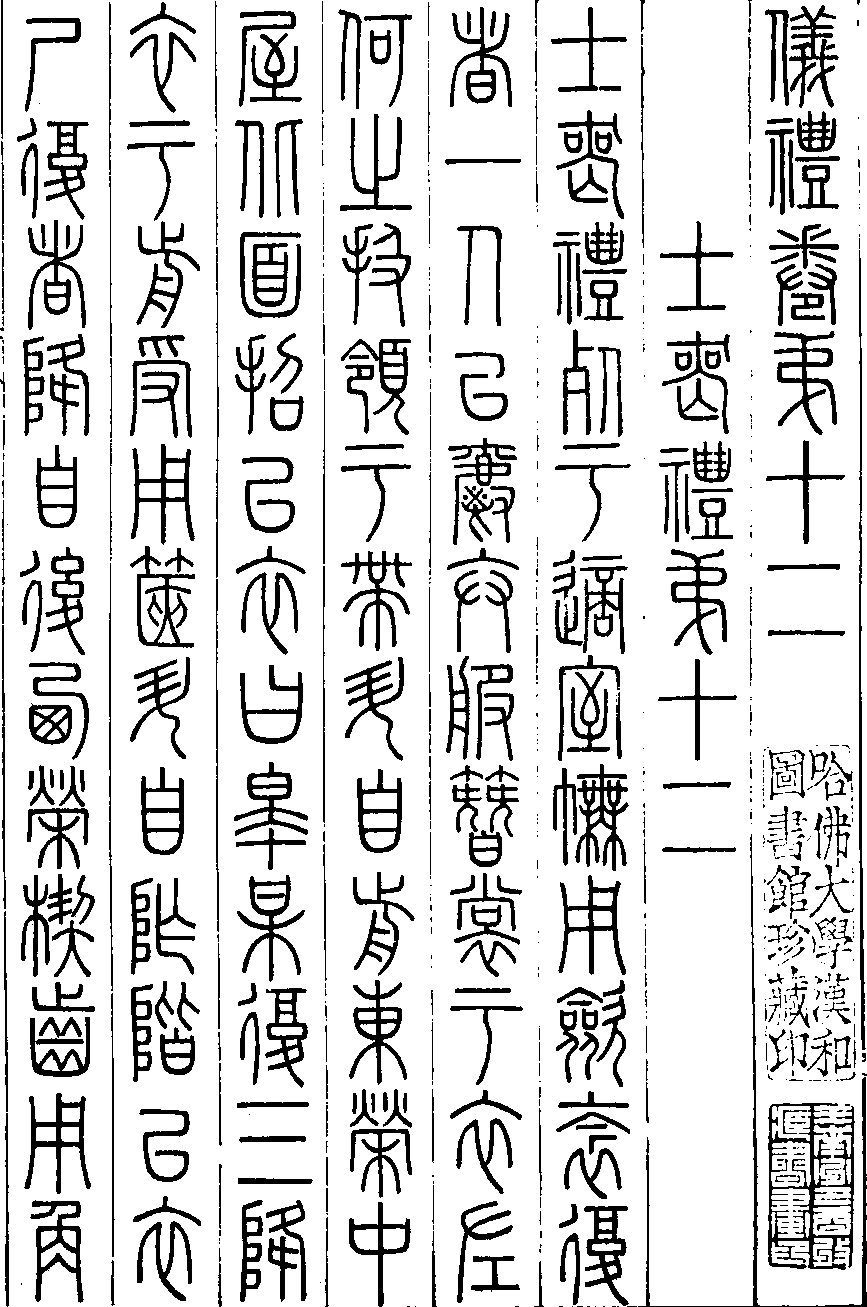 儀禮卷弟十二
哈佛大學漢和
圖書館珍藏印
士喪禮弟十二
士喪禮死于適室幠用斂衾復
者一人以爵弁服簪裳于衣左
何之扱領于帶升自前東榮中
屋北面招以衣曰皋某復三降
衣于前受用篋升自阼階以衣
尸復者降自後西榮楔齒用角